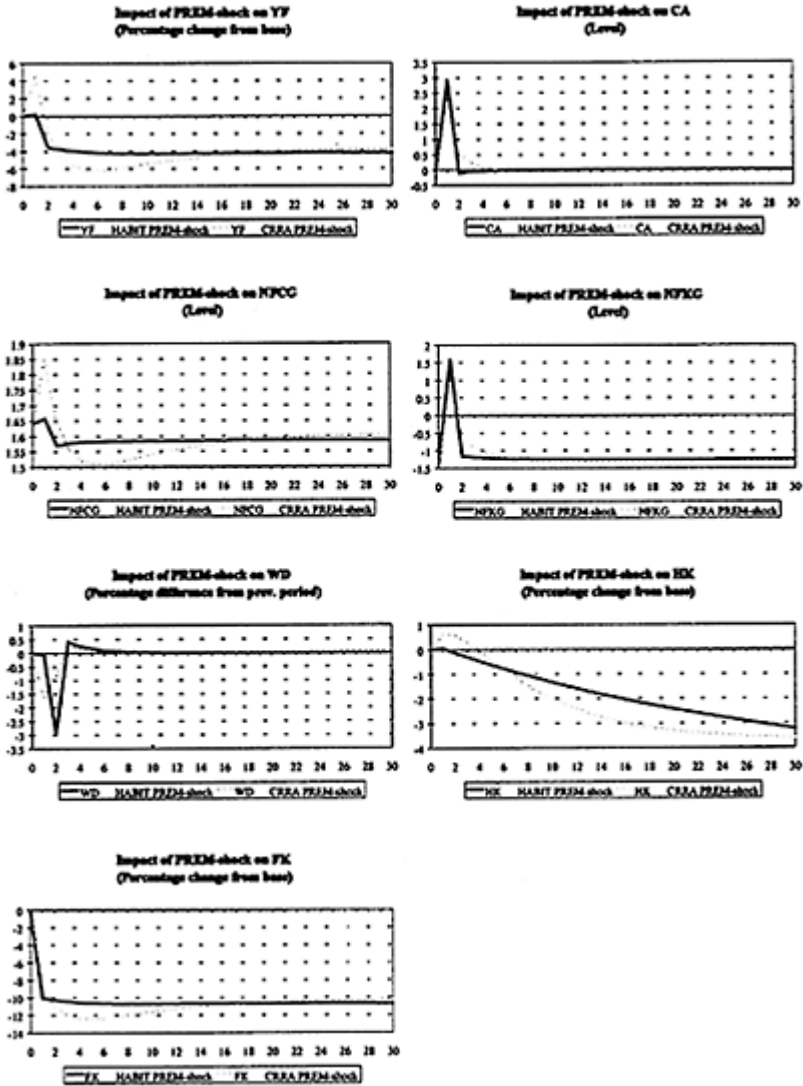 Impact of PREM-shock on YF
(Percentage change from base)
6
4
2
0
-2
-4
-6
-8
0 2 4 6 8 10 12 14 16 18 20 22 24 26 28 30
YF HABIT PREM-shock YF CRRA PREM-shock
Impact of PREM-shock on CA
(Level)
3.5
3
2.5
2
1.5
1
0.5
0
-0.5
0 2 4 6 8 10 12 14 16 18 20 22 24 26 28 30
CA HABIT PREM-shock CA CRRA PREM-shock
Impact of PREM-shock on NFCG
(Level)
1.9
1.85
1.8
1.75
1.7
1.65
1.6
1.55
1.5
0 2 4 6 8 10 12 14 16 18 20 22 24 26 28 30
NFCG HABIT PREM-shock NFCG CRRA PREM-shock
Impact of PREM-shock on NFKG
(Level)
2
1.5
1
0.5
0
-0.5
-1
-1.5
0 2 4 6 8 10 12 14 16 18 20 22 24 26 28 30
NFKG HABIT PREM-shock NFKG CRRA PREM-shock
Impact of PREM-shock on WD
(Percentage difference from prev. period)
1
0.5
0
-0.5
-1
-1.5
-2
-2.5
-3
-3.5
0 2 4 6 8 10 12 14 16 18 20 22 24 26 28 30
WD HABIT PREM-shock WD CRRA PREM-shock
Impact of PREM-shock on HK
(Percentage change from base)
1
0
-1
-2
-3
-4
0 2 4 6 8 10 12 14 16 18 20 22 24 26 28 30
HK HABIT PREM-shock HK CRRA PREM-shock
Impact of PREM-shock on FK
(Percentage change from base)
0
-2
-4
-6
-8
-10
-12
-14
0 2 4 6 8 10 12 14 16 18 20 22 24 26 28 30
FK HABIT PREM-shock FK CRRA PREM-shock